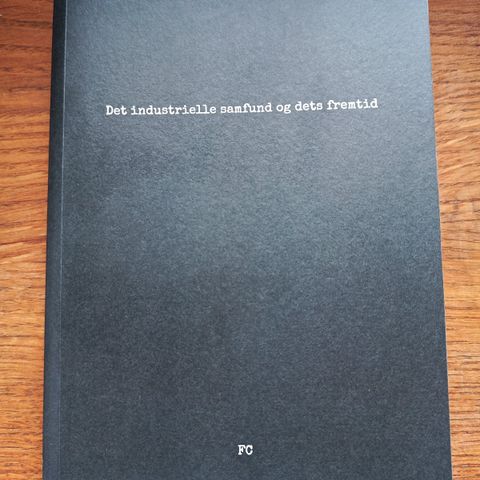 Det industrielle samfund og dets fremtid
FC